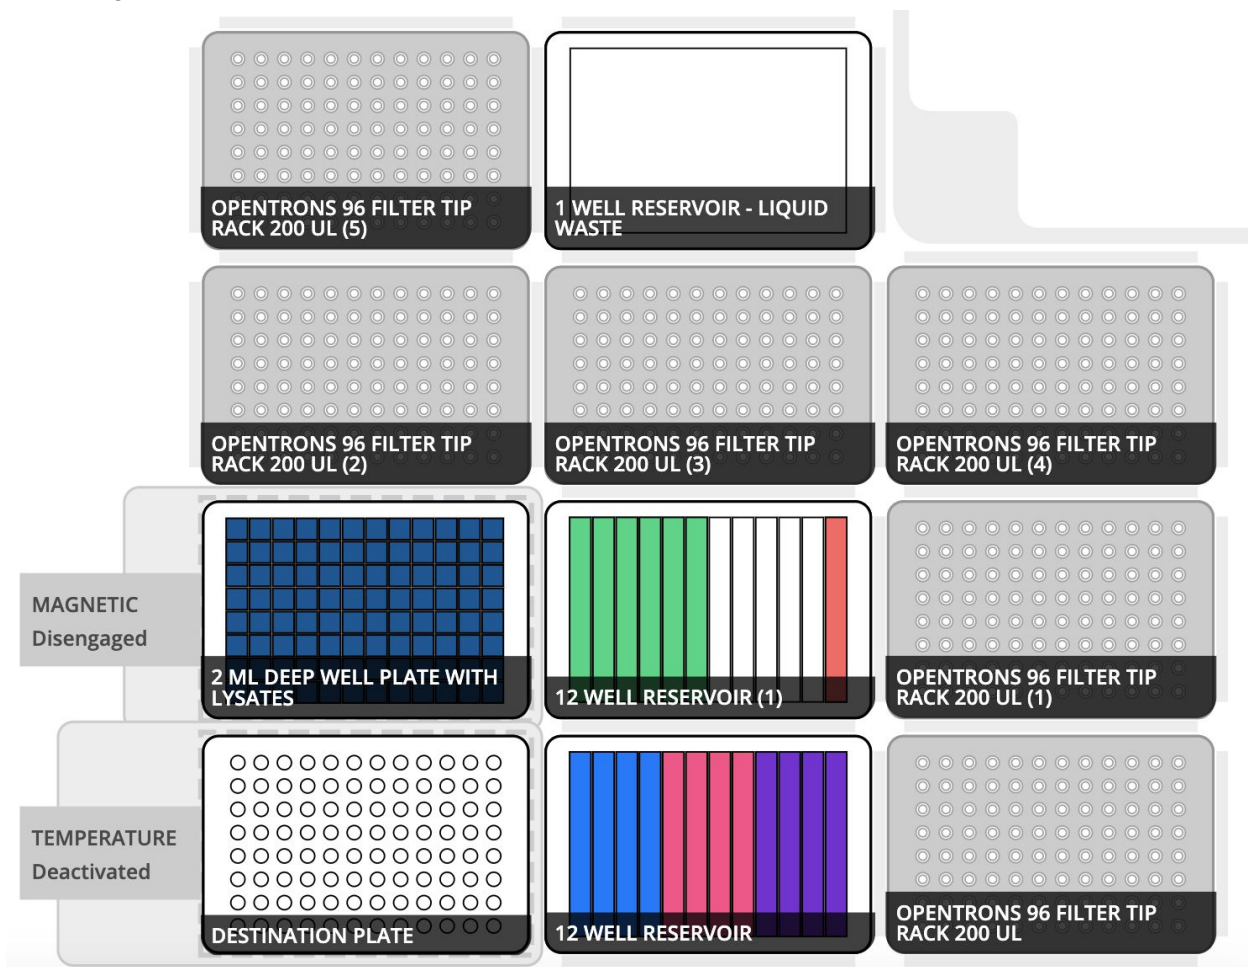 OPENTRONS 96 FILTER TIP
RACK 200 UL (5)
1 WELL RESERVOIR - LIQUID
WASTE
OPENTRONS 96 FILTER TIP
RACK 200 UL (2)
OPENTRONS 96 FILTER TIP
RACK 200 UL (3)
OPENTRONS 96 FILTER TIP
RACK 200 UL (4)
MAGNETIC
Disengaged
2 ML DEEP WELL PLATE WITH
LYSATES
12 WELL RESERVOIR (1)
OPENTRONS 96 FILTER TIP
RACK 200 UL (1)
TEMPERATURE
Deactivated
DESTINATION PLATE
12 WELL RESERVOIR
OPENTRONS 96 FILTER TIP
RACK 200 UL